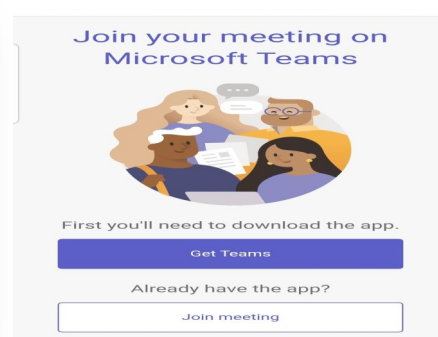 Join your meeting on
Microsoft Teams
First you'll need to download the app.
Get Teams
Already have the app?
Join meeting